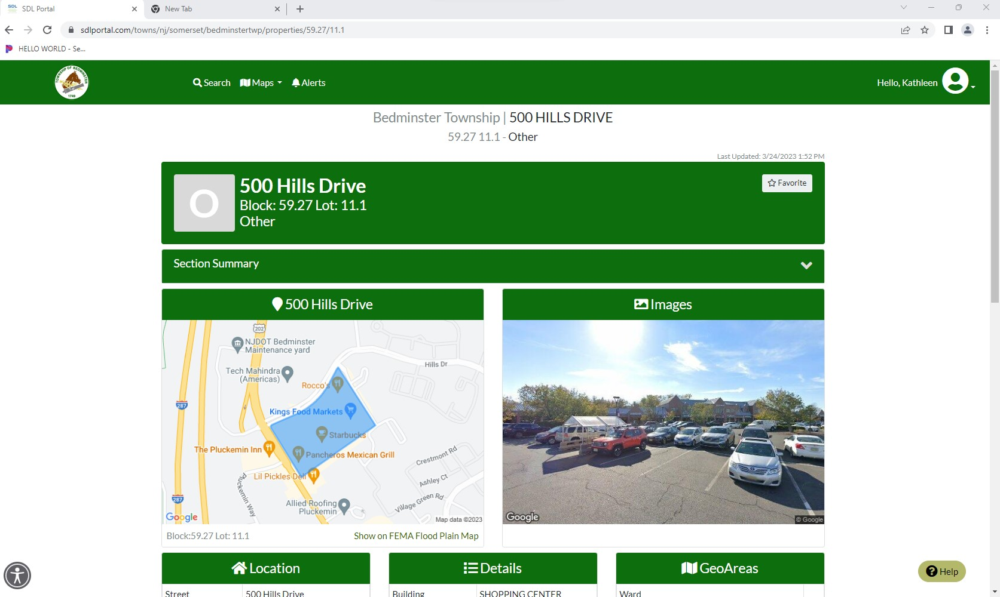 SDL Portal
New Tab
sdlportal.com/towns/nj/somerset/bedminstertwp/properties/59.27/11.1
HELLO WORLD - Se...
TOWNSHIP OF BEDMINSTER
1749
Search Maps Alerts
Hello, Kathleen
Bedminster Township | 500 HILLS DRIVE
59.27 11.1 - Other
Last Updated: 3/24/2023 1:52 PM
O
500 Hills Drive
Block: 59.27 Lot: 11.1
Other
Favorite
Section Summary
500 Hills Drive
202
NJDOT Bedminster
Maintenance yard
Hills Dr
Tech Mahindra
(Americas)
Rocco's
287
Kings Food Markets
Starbucks
The Pluckemin Inn
Pancheros Mexican Grill
Crestmont Rd
Lil Pickles Deli
Ashley Ct
Pluckemin Way
Village Green Rd
287
Allied Roofing
Pluckemin
Google
Map data ©2023
Block:59.27 Lot: 11.1
Show on FEMA Flood Plain Map
Images
Google
© Google
Location
Street 500 Hills Drive
Details
Building SHOPPING CENTER
GeoAreas
Ward
Help